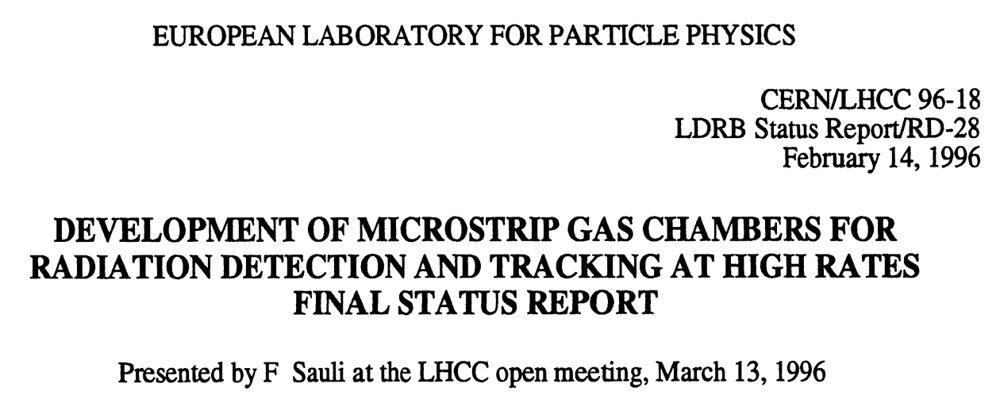 EUROPEAN LABORATORY FOR PARTICLE PHYSICS
CERN/LHCC 96-18
LDRB Status Report/RD-28
February 14, 1996
DEVELOPMENT OF MICROSTRIP GAS CHAMBERS FOR
RADIATION DETECTION AND TRACKING AT HIGH RATES
FINAL STATUS REPORT
Presented by F Sauli at the LHCC open meeting, March 13, 1996